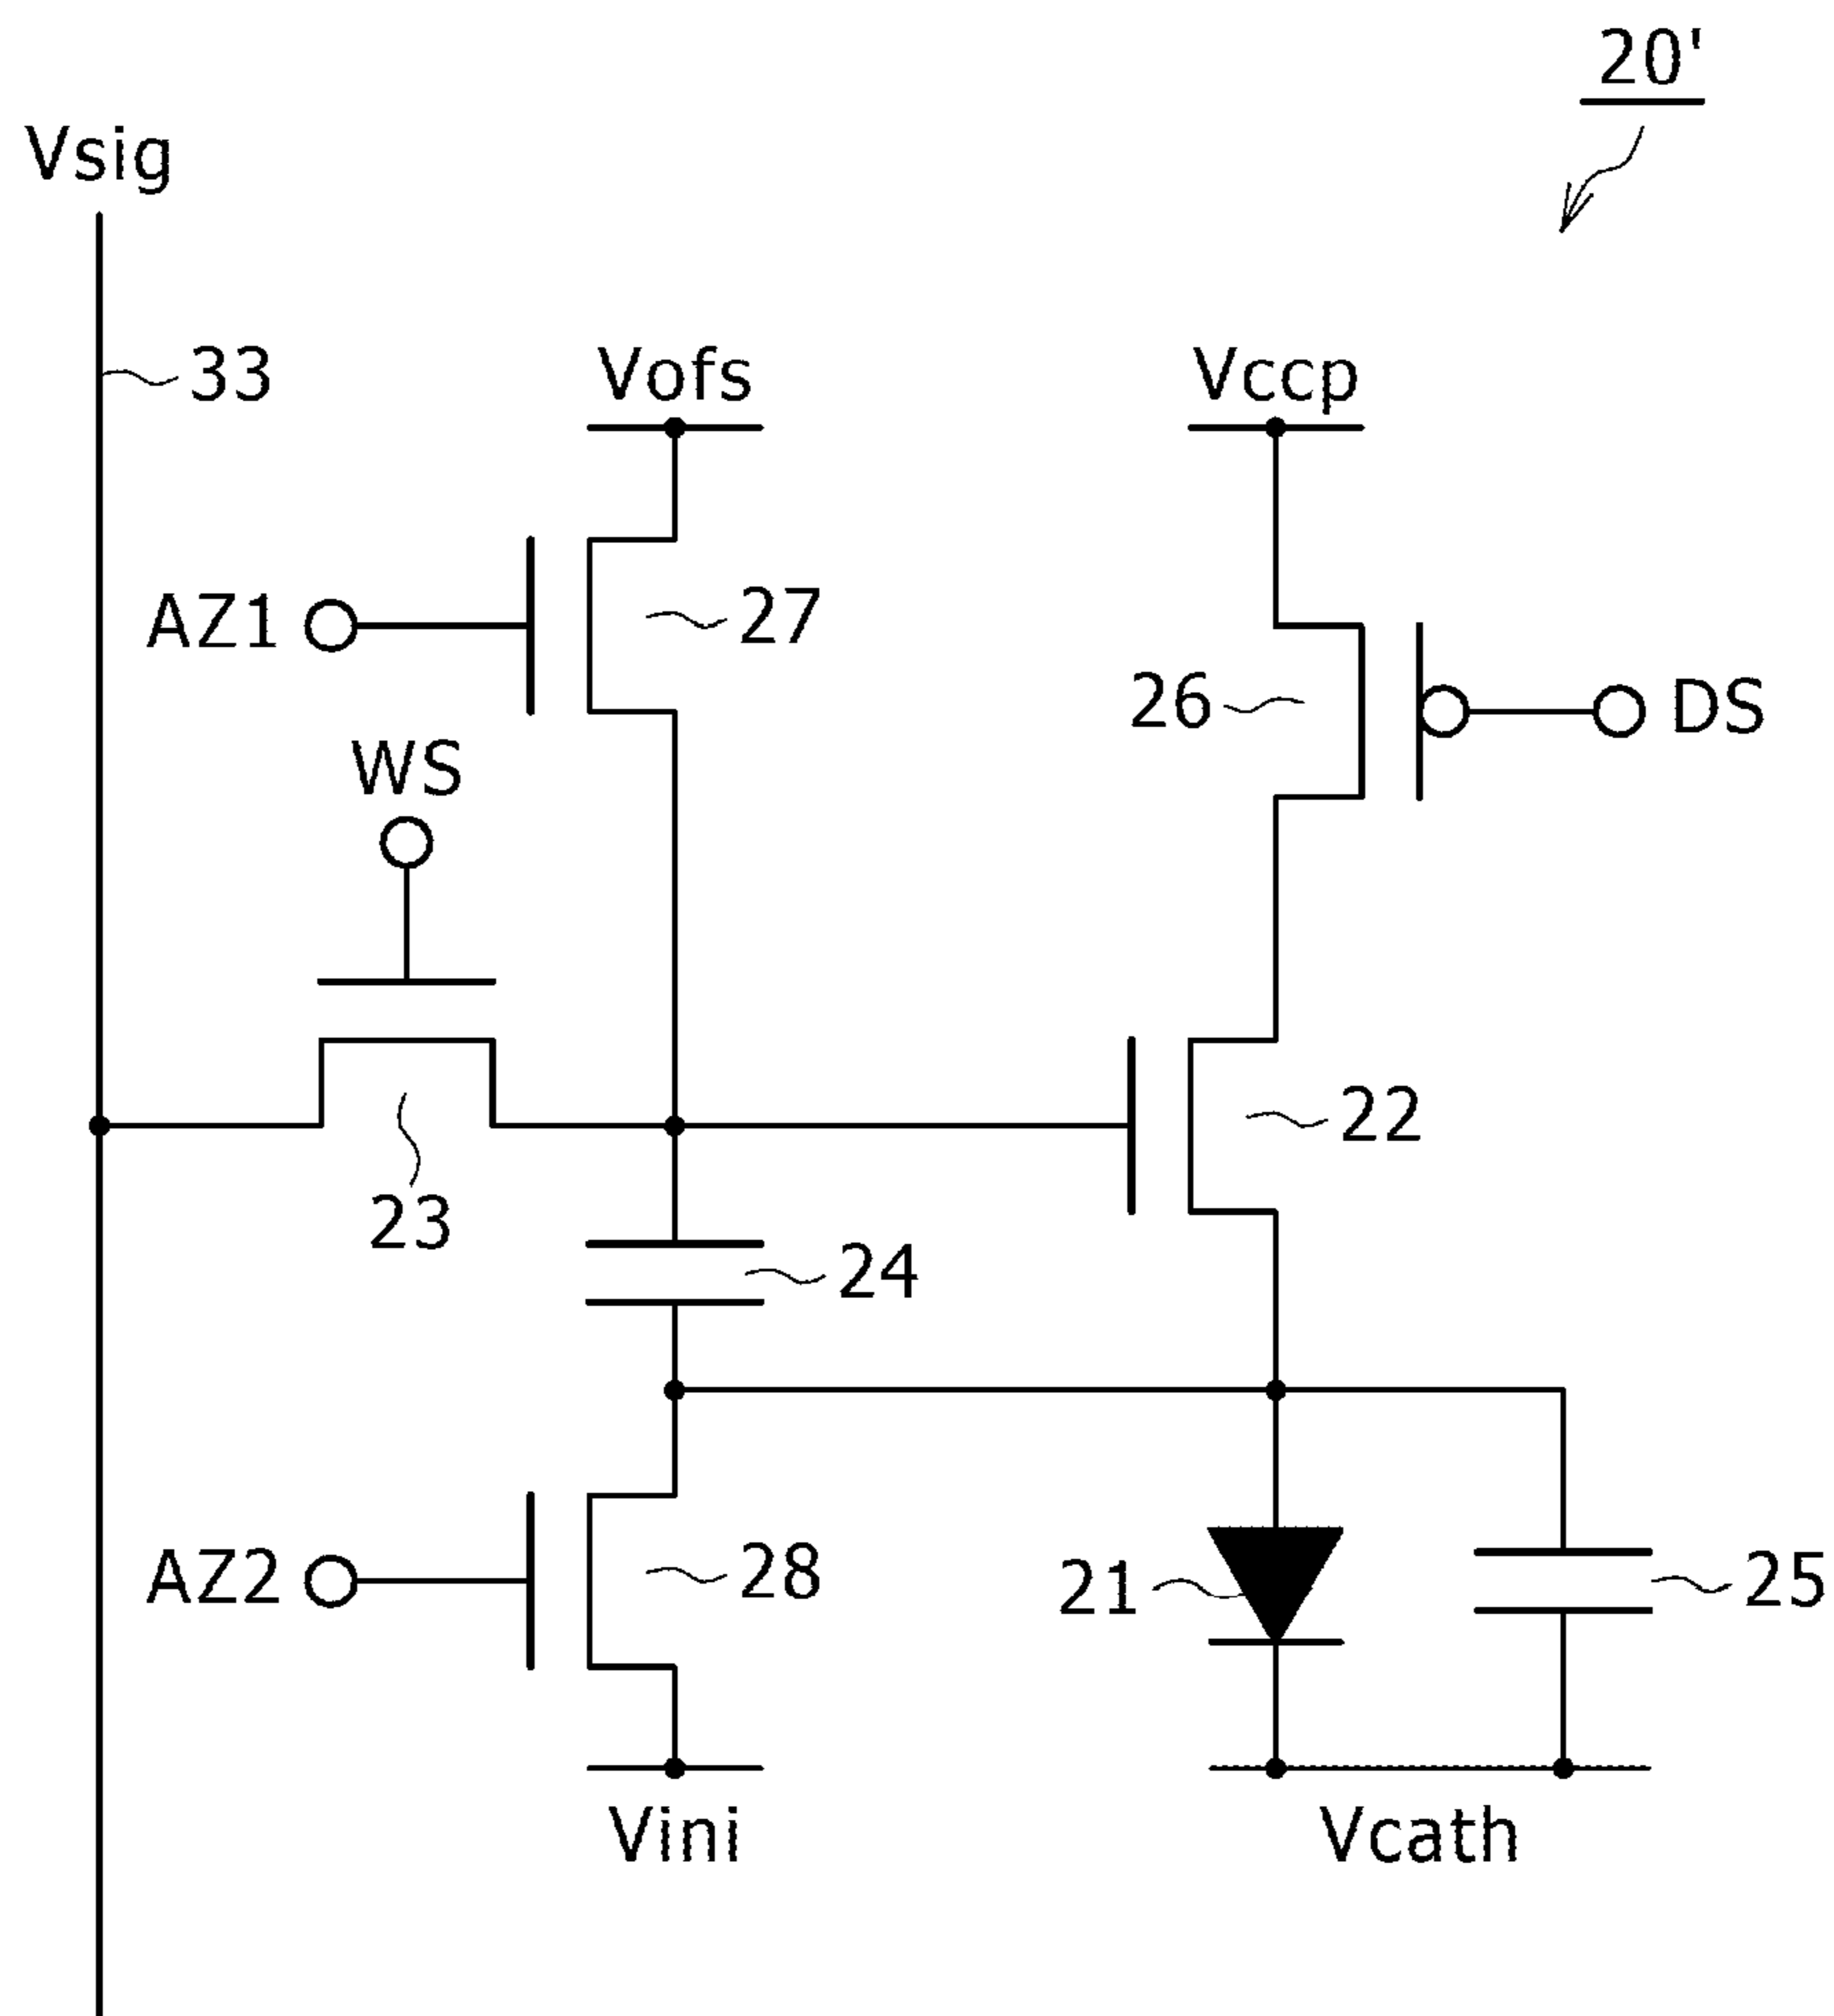 20'
Vsig
33
Vofs
Vccp
AZ1
27
26
DS
WS
22
23
24
AZ2
28
21
25
Vini
Vcath